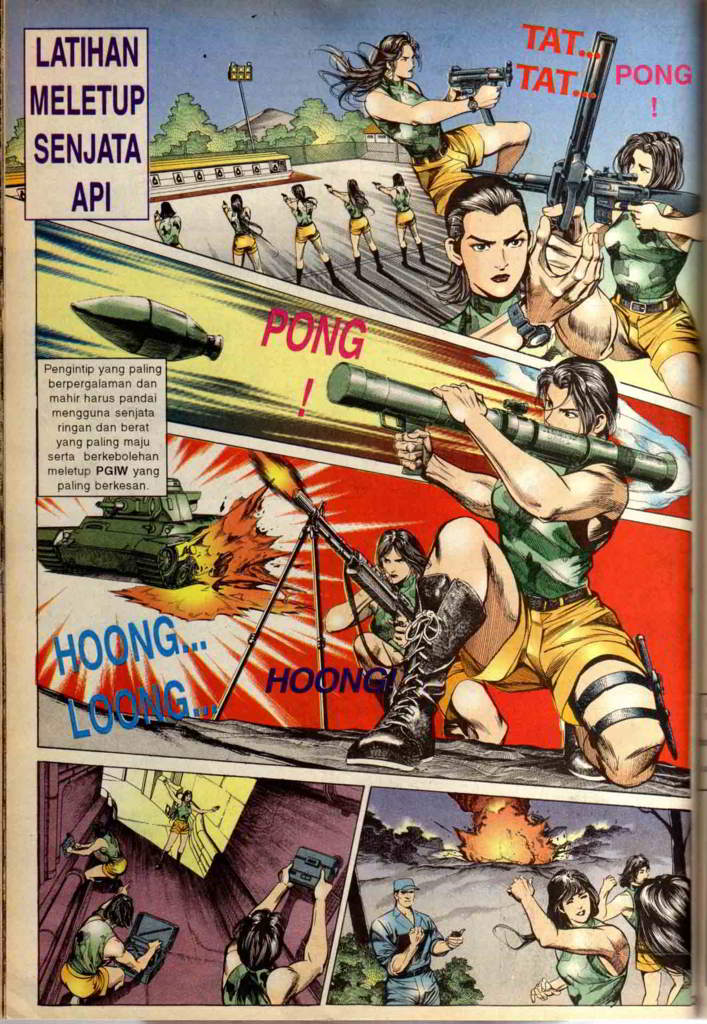 LATIHAN
MELETUP
SENJATA
API
TAT...
TAT...
PONG
!
PONG
!
Pengintip yang paling
berpergalaman dan
mahir harus pandai
mengguna senjata
ringan dan berat
yang paling maju
serta berkebolehan
meletup PGIW yang
paling berkesan.
HOONG...
LOONG...
HOONG!